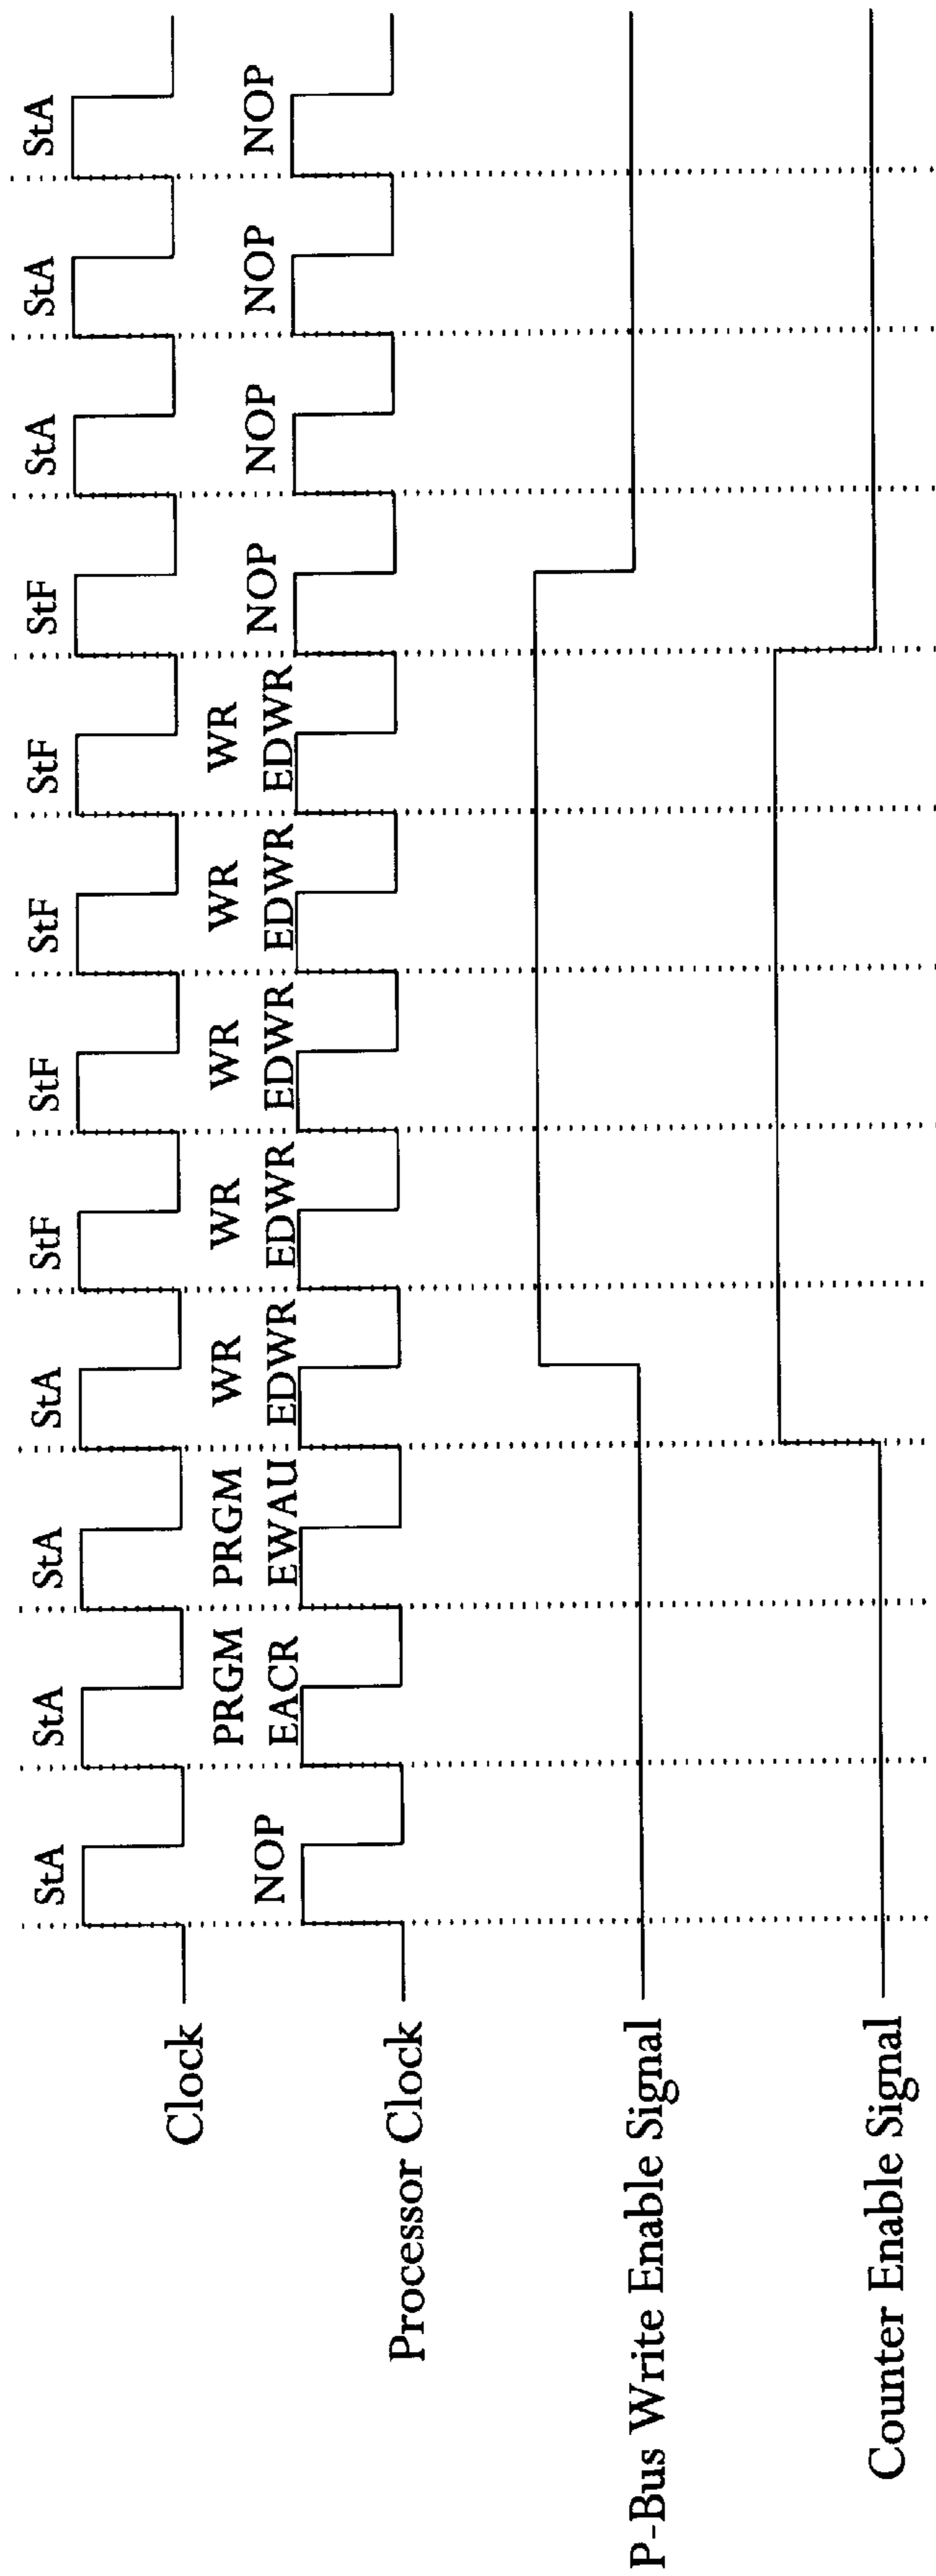 StA StA StA StA StF StF StF StF StF StA StA StA
Clock
PRGM PRGM WR WR WR WR WR
NOP EACR EWAU EDWR EDWR EDWR EDWR EDWR NOP NOP NOP NOP
Processor Clock
P-Bus Write Enable Signal
Counter Enable Signal